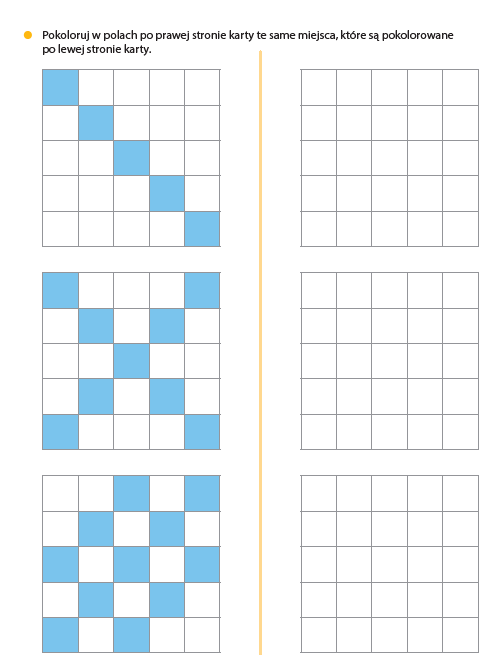 Pokoloruj w polach po prawej stronie karty te same miejsca, które są pokolorowane
po lewej stronie karty.